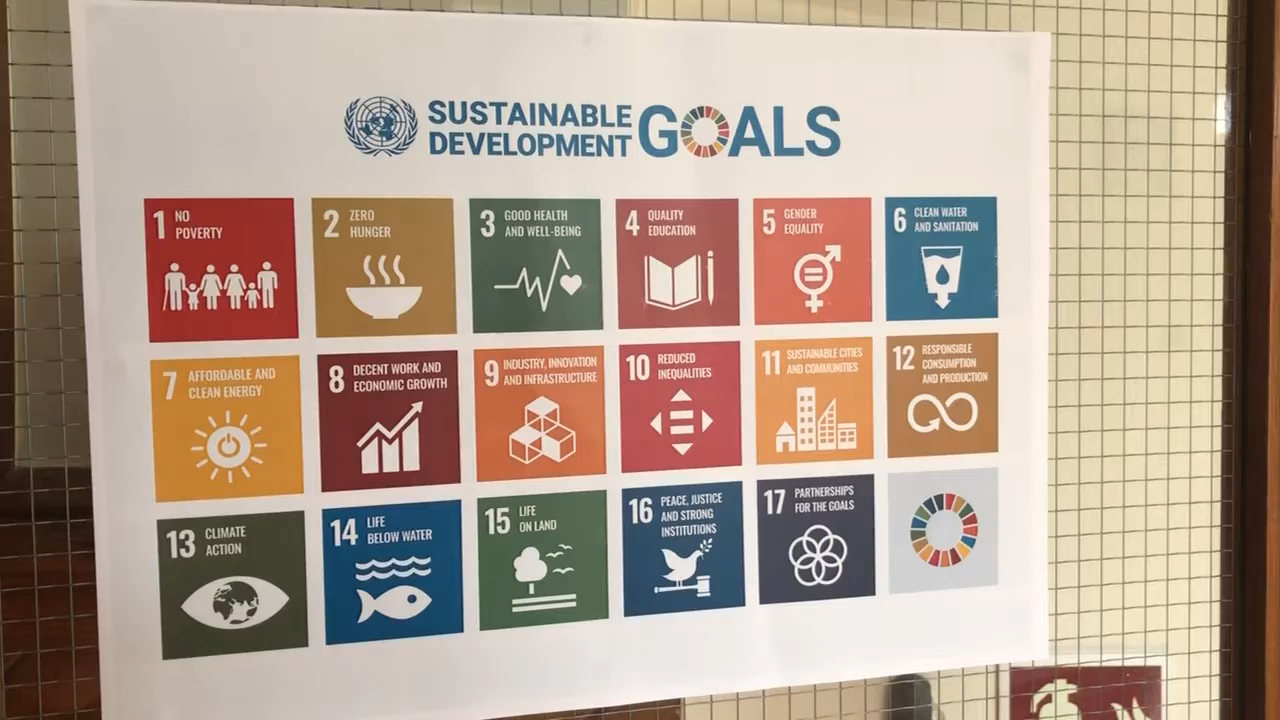 SUSTAINABLE
DEVELOPMENT GOALS
1 NO
POVERTY
2 ZERO
HUNGER
3 GOOD HEALTH
AND WELL-BEING
4 QUALITY
EDUCATION
5 GENDER
EQUALITY
6 CLEAN WATER
AND SANITATION
7 AFFORDABLE AND
CLEAN ENERGY
8 DECENT WORK AND
ECONOMIC GROWTH
9 INDUSTRY, INNOVATION
AND INFRASTRUCTURE
10 REDUCED
INEQUALITIES
11 SUSTAINABLE CITIES
AND COMMUNITIES
12 RESPONSIBLE
CONSUMPTION
AND PRODUCTION
13 CLIMATE
ACTION
14 LIFE
BELOW WATER
15 LIFE
ON LAND
16 PEACE, JUSTICE
AND STRONG
INSTITUTIONS
17 PARTNERSHIPS
FOR THE GOALS